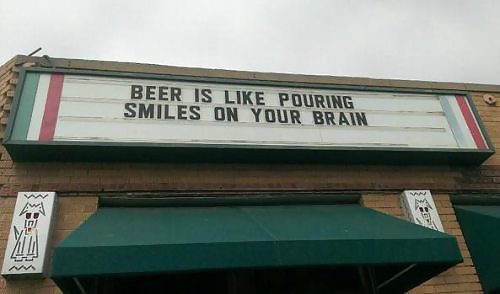 BEER IS LIKE POURING
SMILES ON YOUR BRAIN